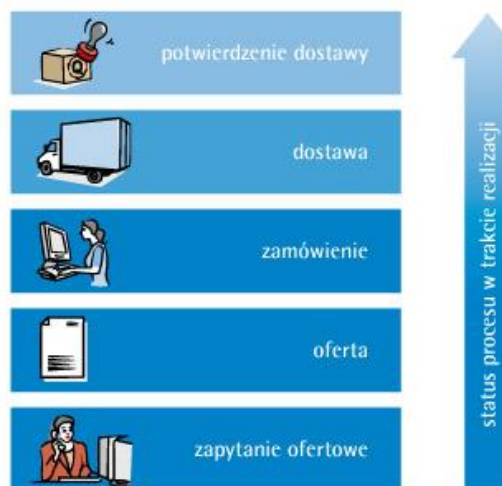 potwierdzenie dostawy
dostawa
zamówienie
oferta
zapytanie ofertowe
status procesu w trakcie realizacji
Q